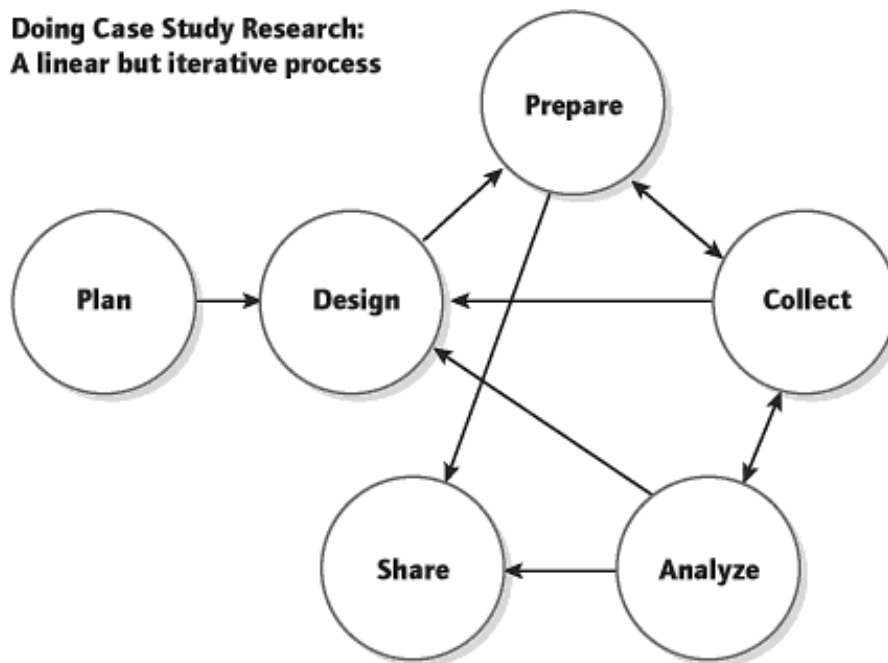 Doing Case Study Research:
A linear but iterative process
Prepare
Plan
Design
Collect
Share
Analyze